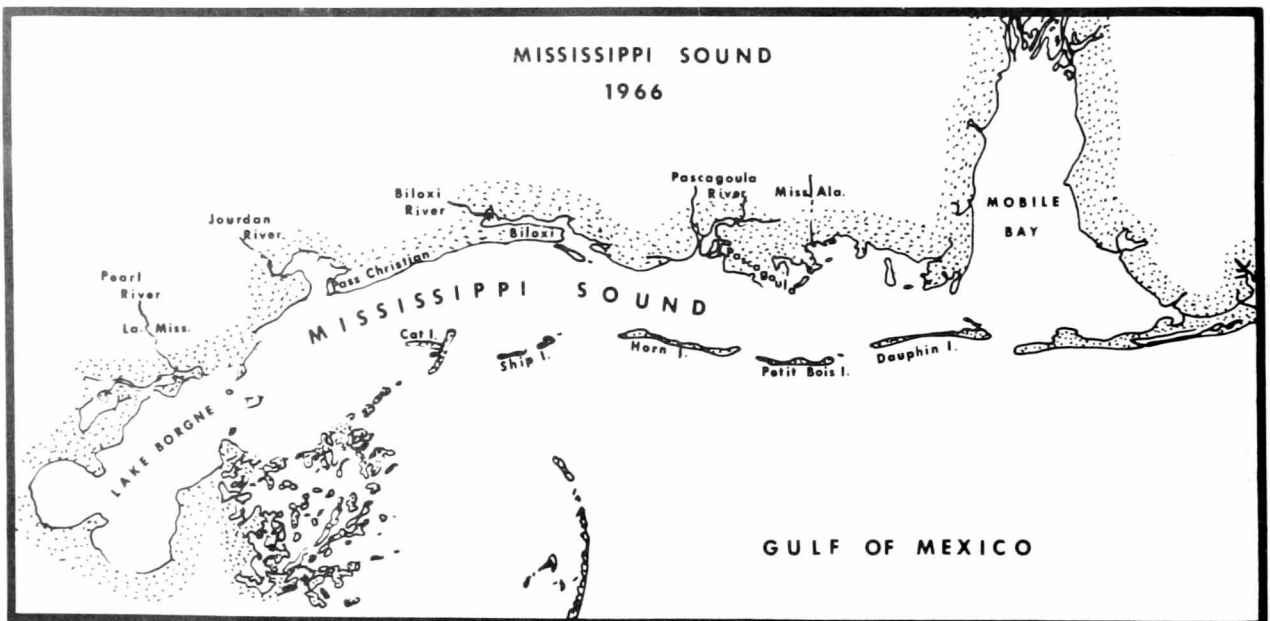 MISSISSIPPI SOUND
1966
Pascagoula
River
Miss. Ala.
Biloxi
River
MOBILE
BAY
Jourdan
River
Biloxi
Pass Christian
Pascagoula
Pearl
River
La. Miss.
MISSISSIPPI SOUND
Cat I.
Ship I.
Horn I.
Petit Bois I.
Dauphin I.
LAKE BORGNE
GULF OF MEXICO